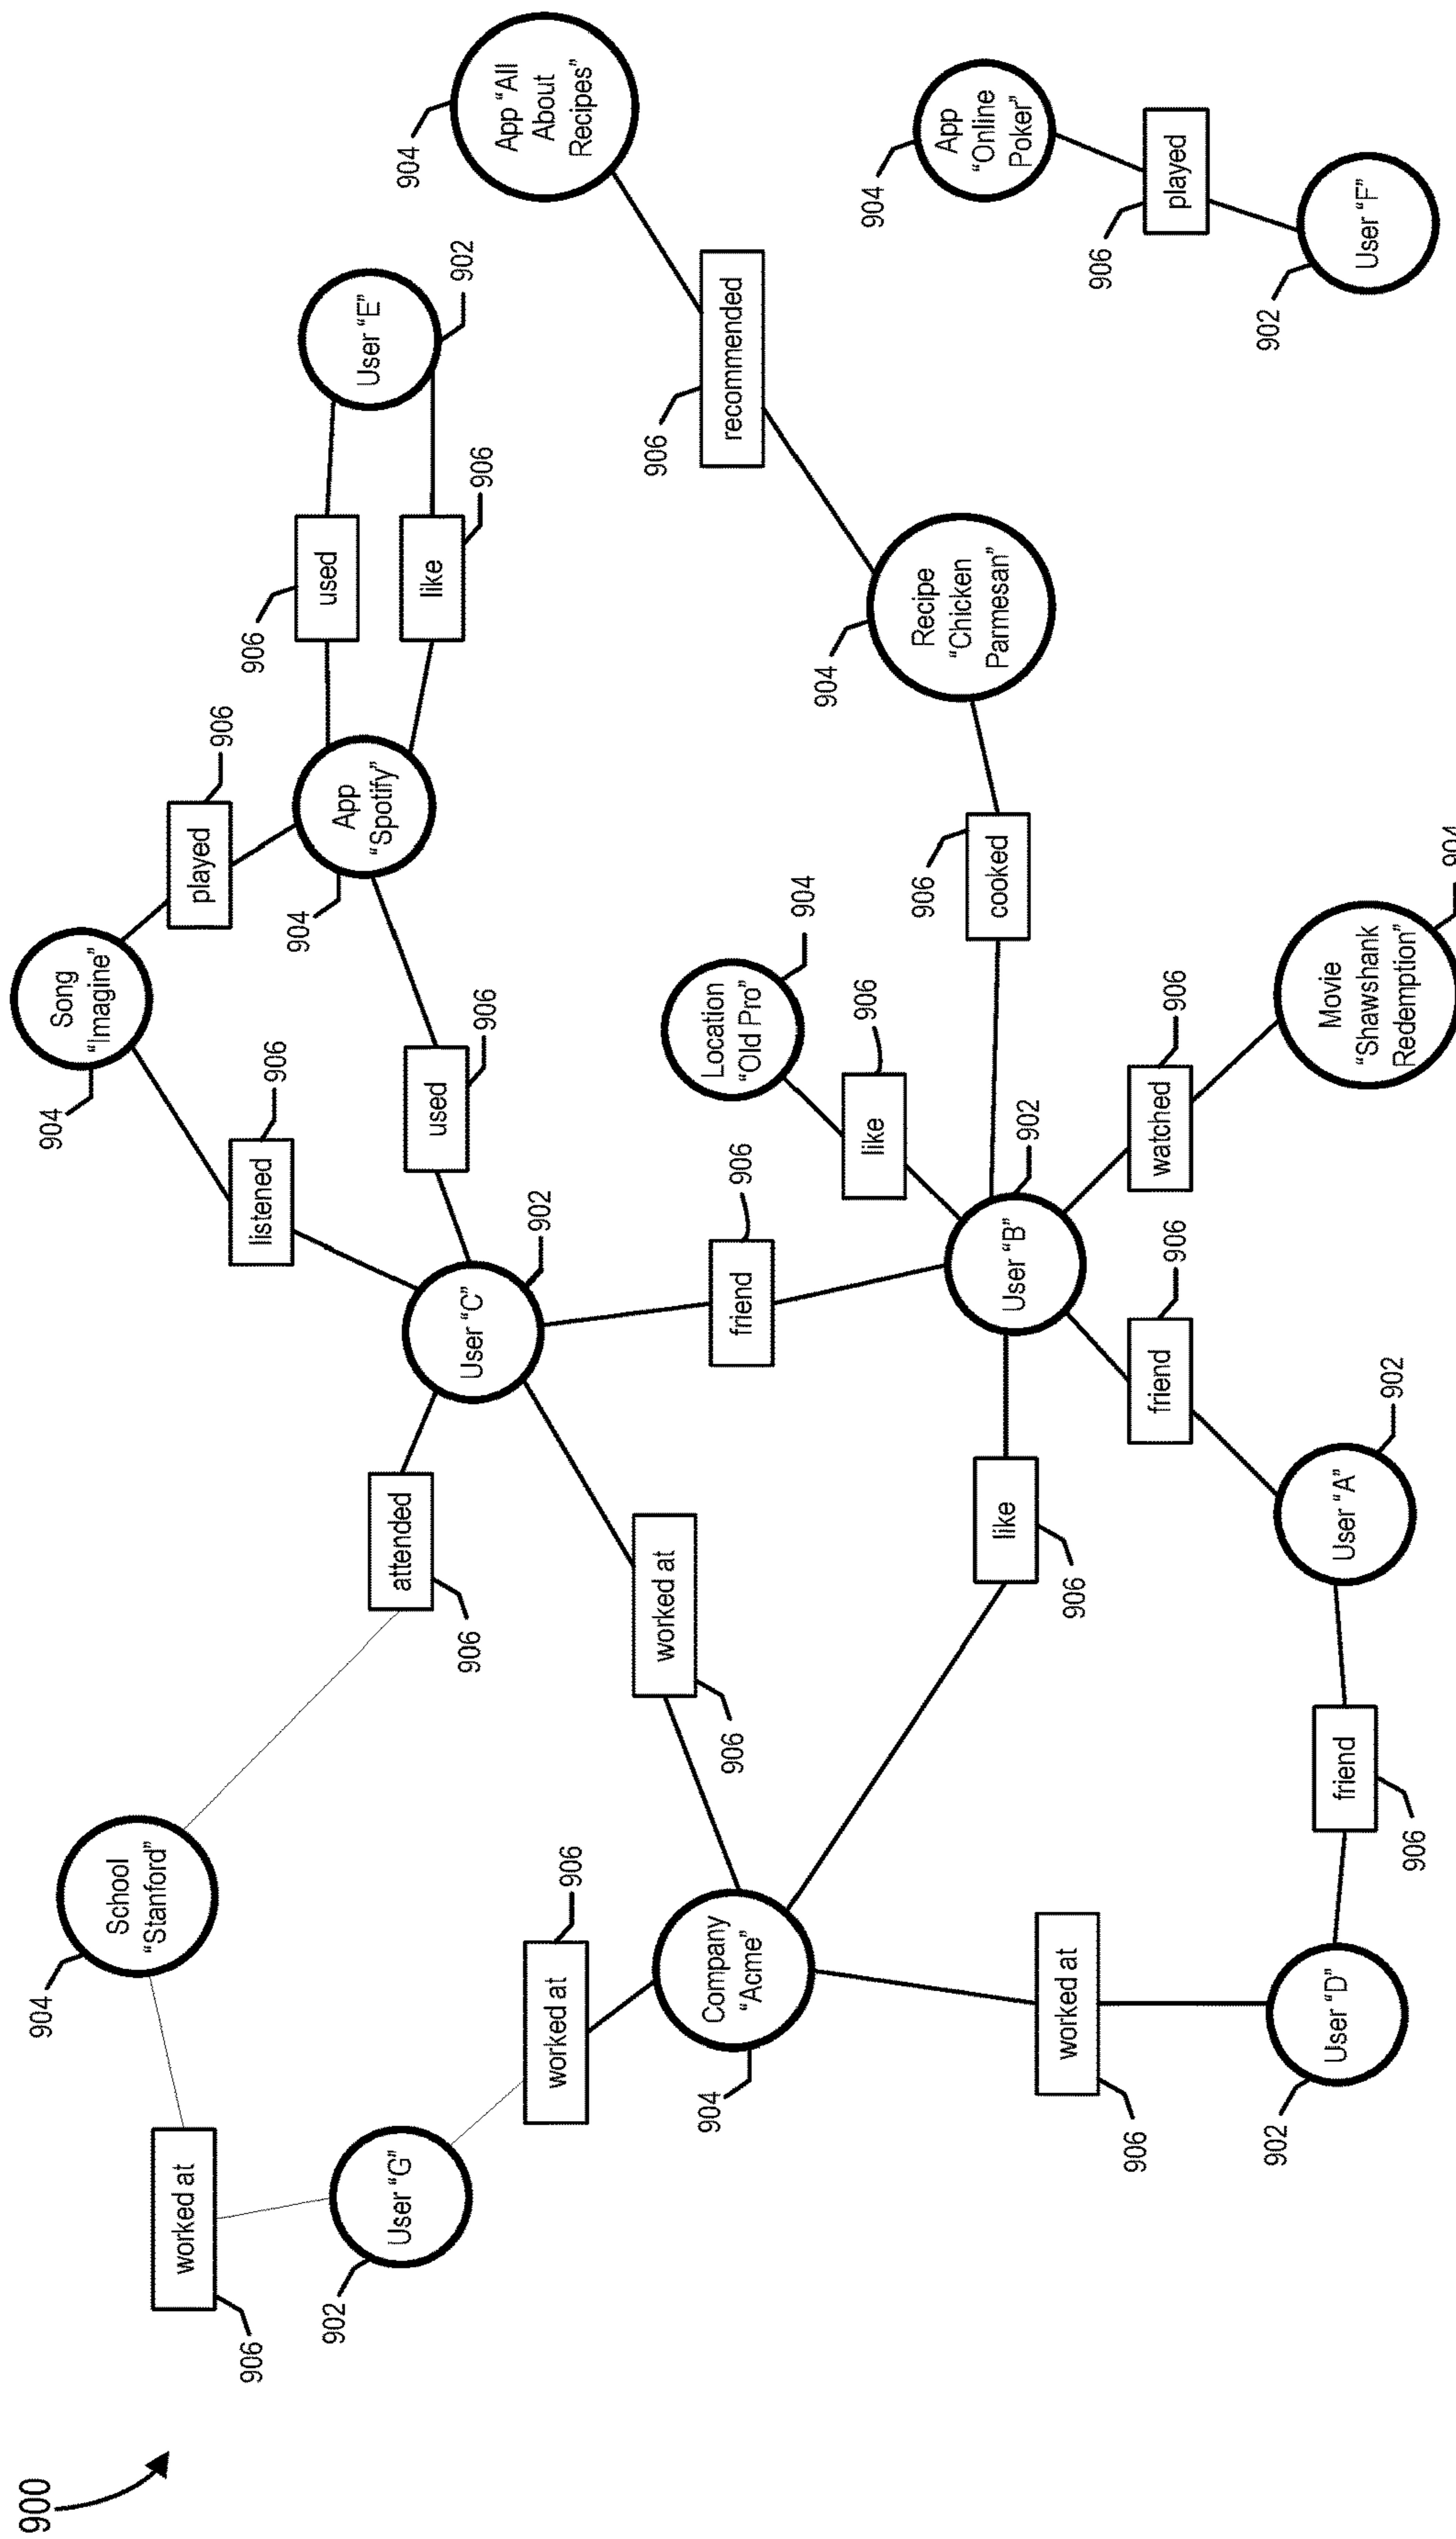 900
904
School
“Stanford”
904
Song
“Imagine”
worked at
906
played
906
906
listened
902
User “G”
906
attended
904
App
“Spotify”
906
used
User “E”
902
906
like
902
User “C”
used
906
904
App “All
About
Recipes”
worked at
906
worked at
906
904
Company
“Acme”
friend
906
Location
“Old Pro”
904
906
recommended
like
906
904
Recipe
“Chicken
Parmesan”
904
App
“Online
Poker”
906
cooked
User “B”
902
like
906
worked at
906
friend
906
watched
906
906
played
902
User “D”
friend
906
User “A”
902
Movie
“Shawshank
Redemption”
904
902
User “F”